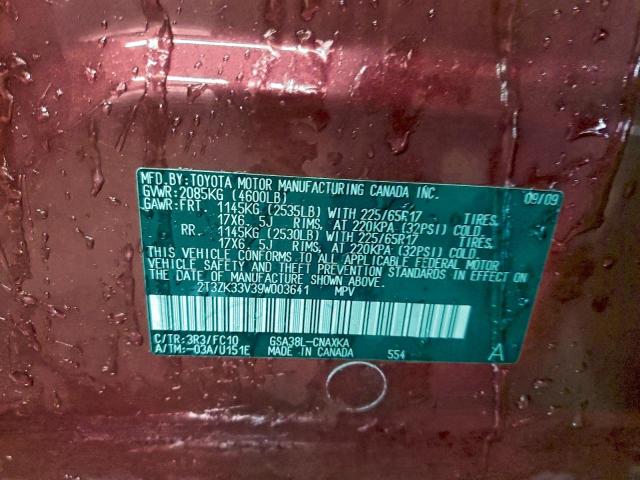 MFD.BY:TOYOTA MOTOR MANUFACTURING CANADA INC. 09/09
GVWR:2085KG (4600LB)
GAWR:FRT 1145KG (2535LB) WITH 225/65R17 TIRES,
17X6.5J RIMS, AT 220KPA (32PSI) COLD
RR. 1145KG (2530LB) WITH 225/65R17 TIRES,
17X6.5J RIMS, AT 220KPA (32PSI) COLD.
THIS VEHICLE CONFORMS TO ALL APPLICABLE FEDERAL MOTOR
VEHICLE SAFETY AND THEFT PREVENTION STANDARDS IN EFFECT ON
THE DATE OF MANUFACTURE SHOWN ABOVE.
2T3ZK33V39W003641 MPV
C/TR:3R3/FC10 GSA38L-CNAXKA
A/TM:-03A/U151E MADE IN CANADA 554 A